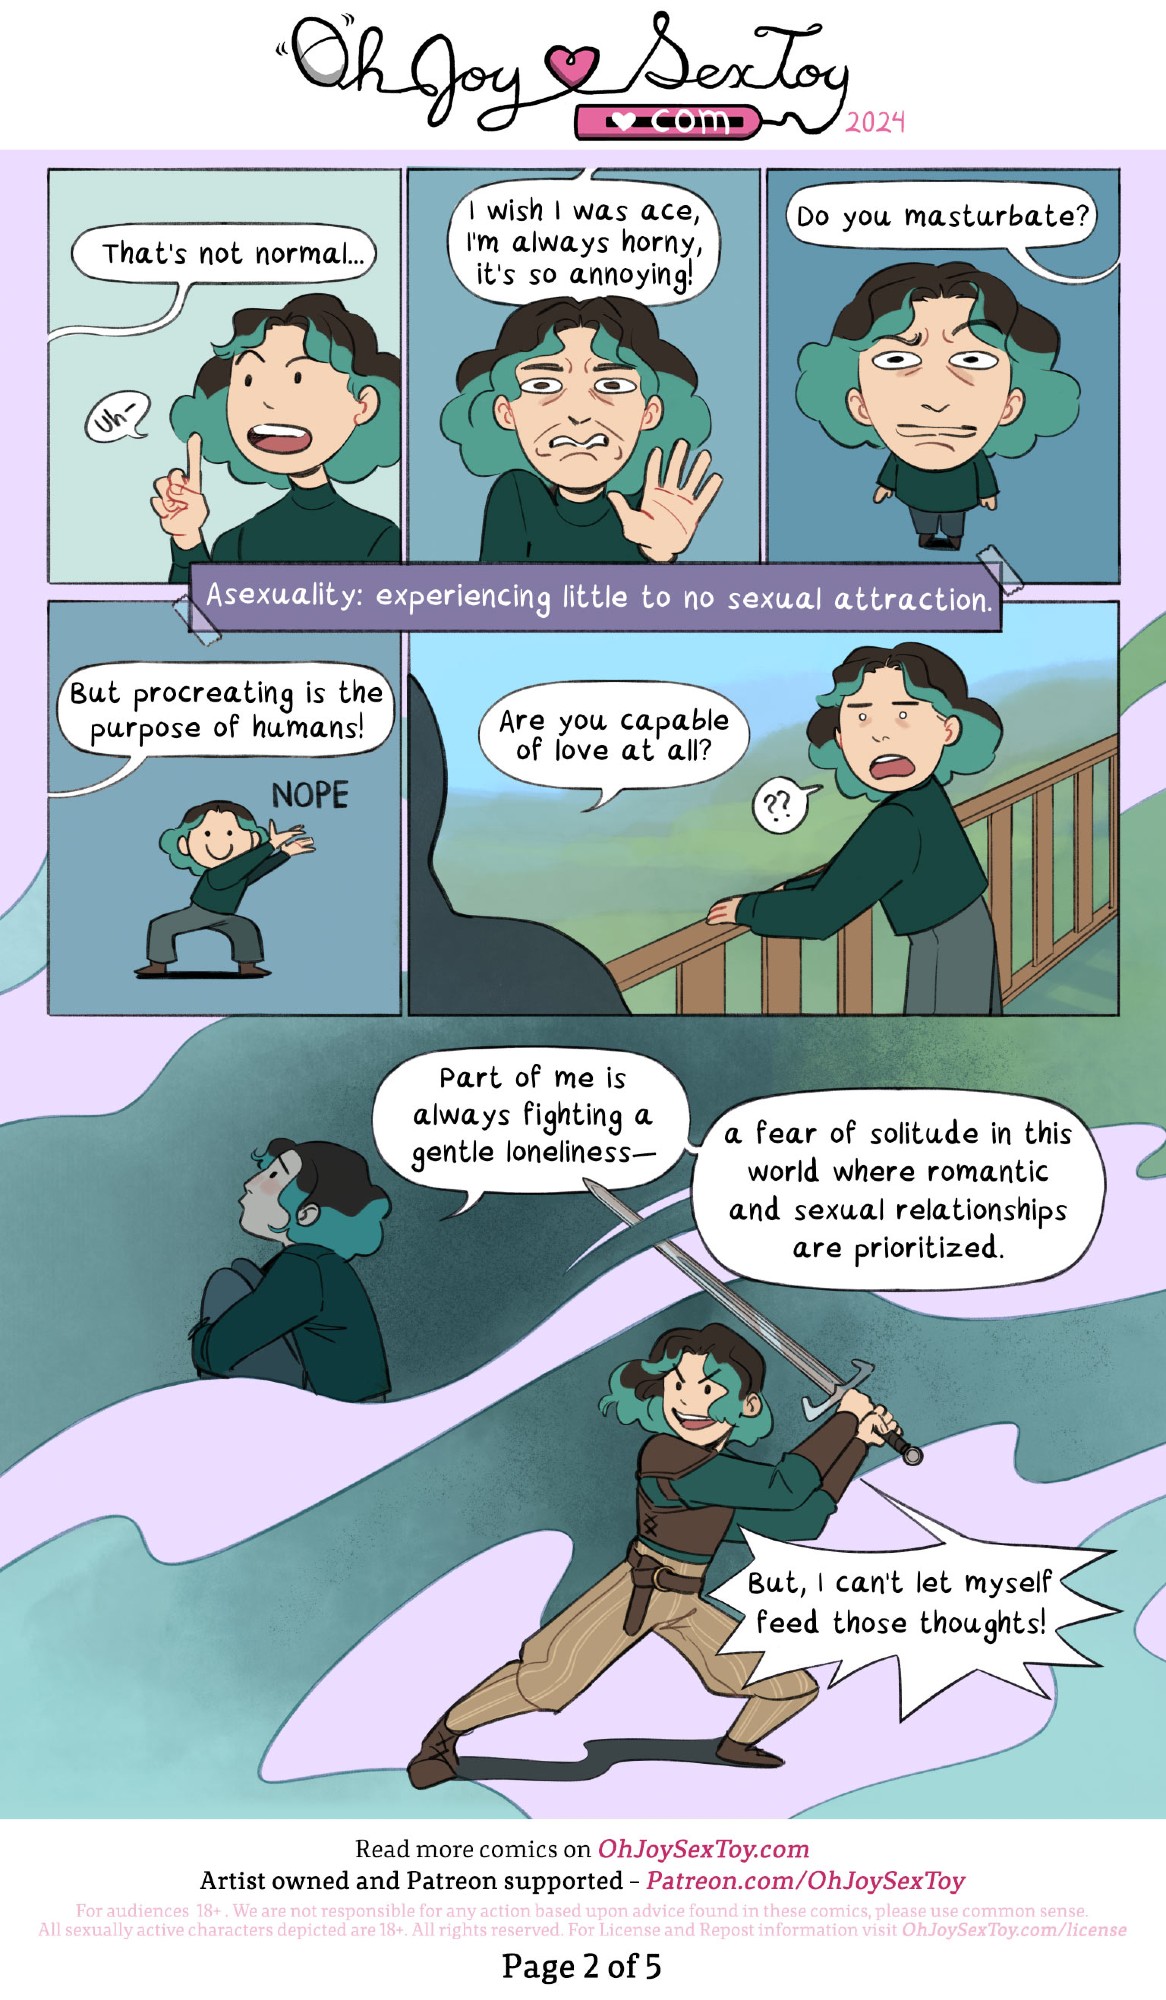 "Oh Joy Sex Toy
com
2024
That's not normal...
Uh-
I wish I was ace,
I'm always horny,
it's so annoying!
Do you masturbate?
Asexuality: experiencing little to no sexual attraction.
But procreating is the
purpose of humans!
NOPE
Are you capable
of love at all?
??
Part of me is
always fighting a
gentle loneliness—
a fear of solitude in this
world where romantic
and sexual relationships
are prioritized.
But, I can't let myself
feed those thoughts!
Read more comics on OhJoySexToy.com
Artist owned and Patreon supported - Patreon.com/OhJoySexToy
For audiences 18+. We are not responsible for any action based upon advice found in these comics, please use common sense.
All sexually active characters depicted are 18+. All rights reserved. For License and Repost information visit OhJoySexToy.com/license
Page 2 of 5